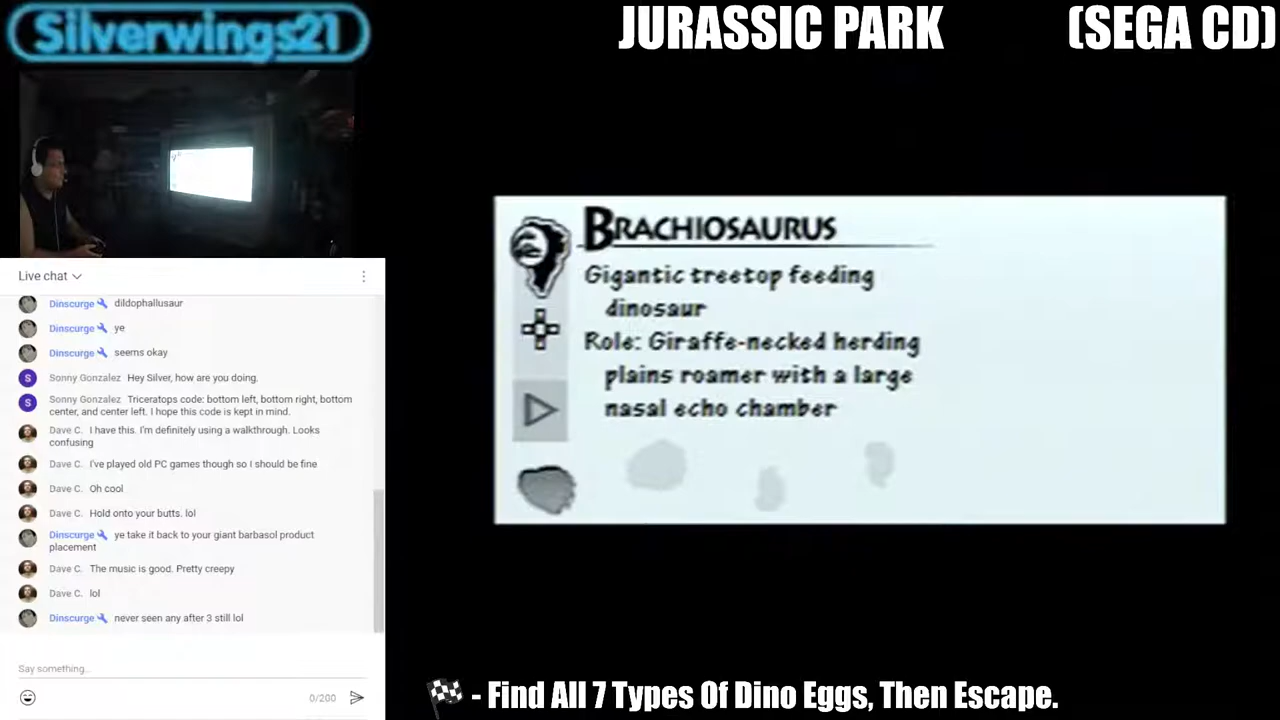 Silverwings21
JURASSIC PARK (SEGA CD)
BRACHIOSAURUS
Gigantic treetop feeding
dinosaur
Role: Giraffe-necked herding
plains roamer with a large
nasal echo chamber
Live chat
Dinscurge dildophallusaur
Dinscurge ye
Dinscurge seems okay
S Sonny Gonzalez Hey Silver, how are you doing.
S Sonny Gonzalez Triceratops code: bottom left, bottom right, bottom
center, and center left. I hope this code is kept in mind.
Dave C. I have this. I'm definitely using a walkthrough. Looks
confusing
Dave C. I've played old PC games though so I should be fine
Dave C. Oh cool
Dave C. Hold onto your butts. lol
Dinscurge ye take it back to your giant barbasol product
placement
Dave C. The music is good. Pretty creepy
Dave C. lol
Dinscurge never seen any after 3 still lol
Say something...
0/200
- Find All 7 Types Of Dino Eggs, Then Escape.